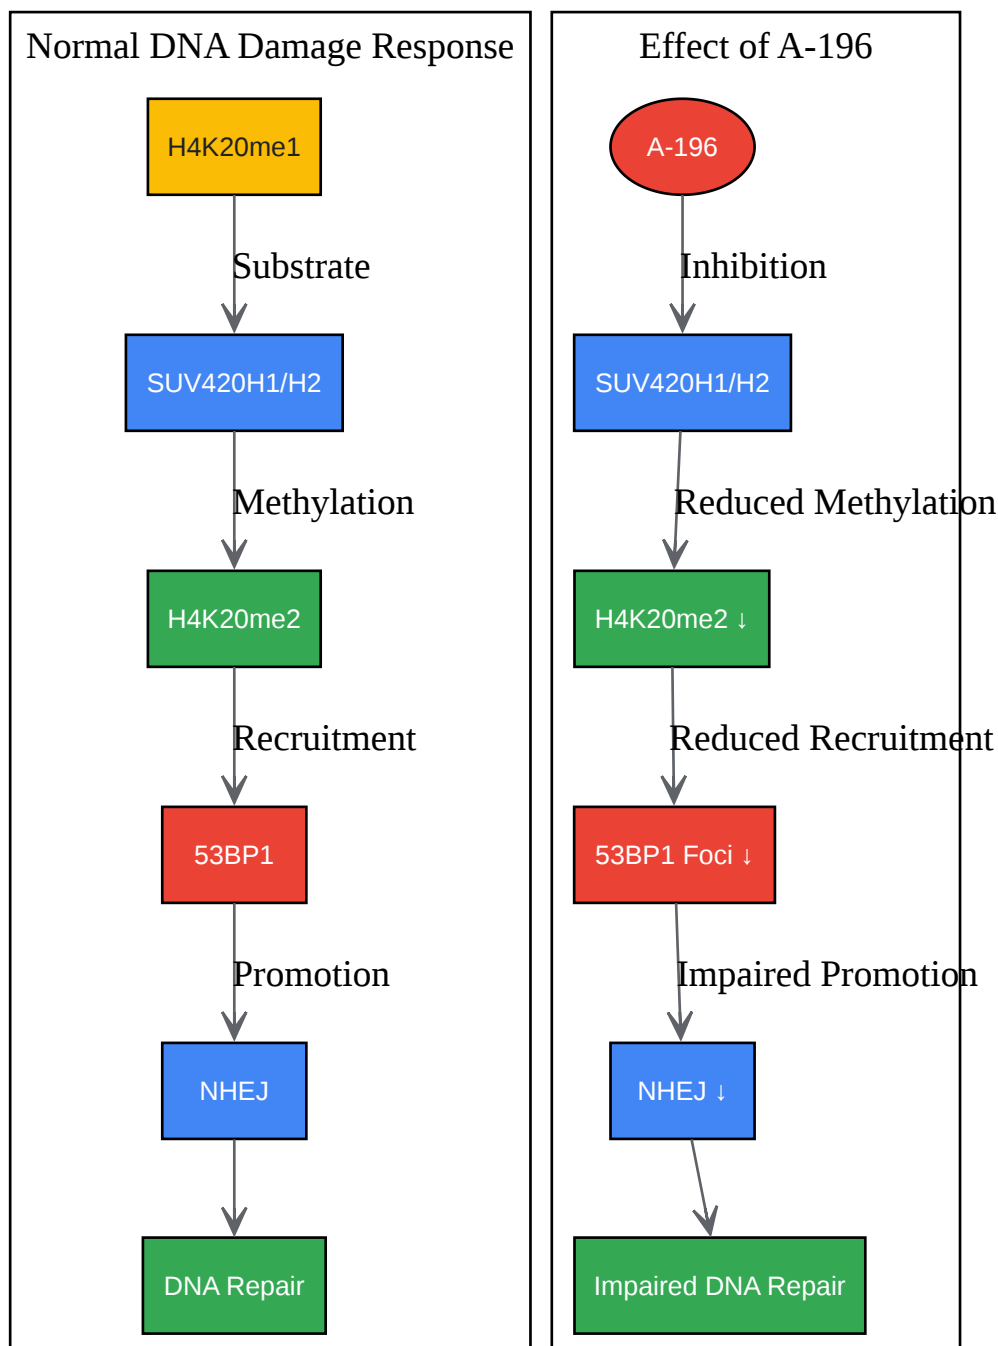 Normal DNA Damage Response
H4K20me1
Substrate
SUV420H1/H2
Methylation
H4K20me2
Recruitment
53BP1
Promotion
NHEJ
DNA Repair
Effect of A-196
A-196
Inhibition
SUV420H1/H2
Reduced Methylation
H4K20me2 ↓
Reduced Recruitment
53BP1 Foci ↓
Impaired Promotion
NHEJ ↓
Impaired DNA Repair